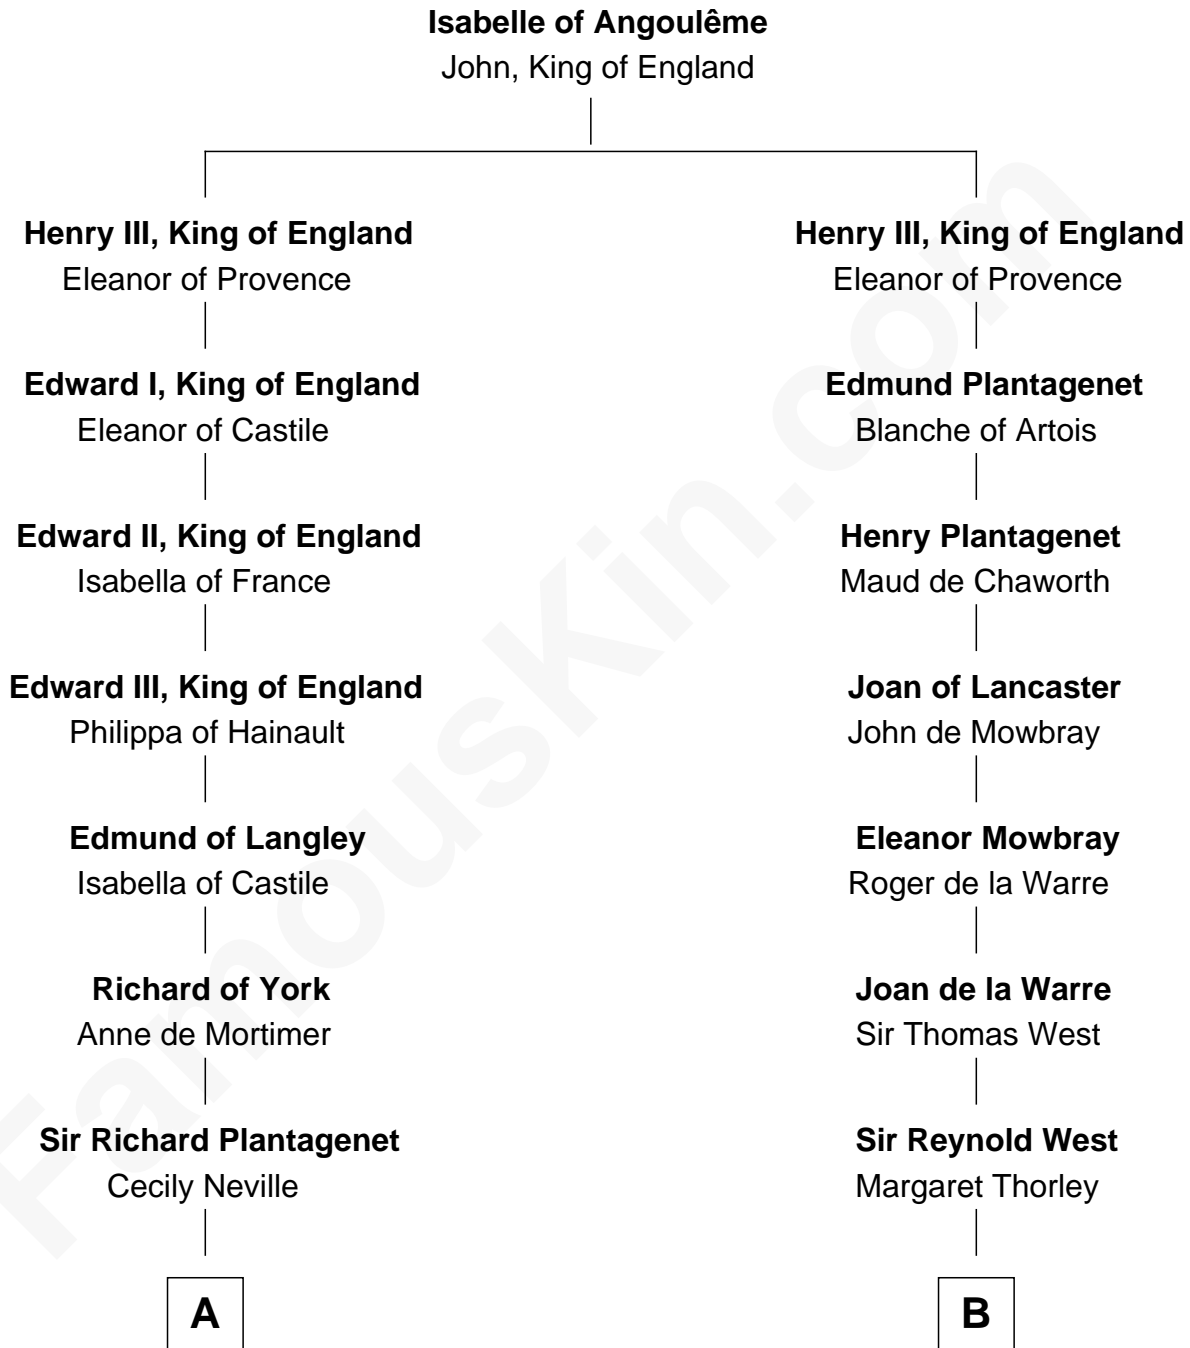 Isabelle of Angoulême
John, King of England
Henry III, King of England
Eleanor of Provence
Edward I, King of England
Eleanor of Castile
Edward II, King of England
Isabella of France
Edward III, King of England
Philippa of Hainault
Edmund of Langley
Isabella of Castile
Richard of York
Anne de Mortimer
Sir Richard Plantagenet
Cecily Neville
A
Henry III, King of England
Eleanor of Provence
Edmund Plantagenet
Blanche of Artois
Henry Plantagenet
Maud de Chaworth
Joan of Lancaster
John de Mowbray
Eleanor Mowbray
Roger de la Warre
Joan de la Warre
Sir Thomas West
Sir Reynold West
Margaret Thorley
B
FamousKin.com